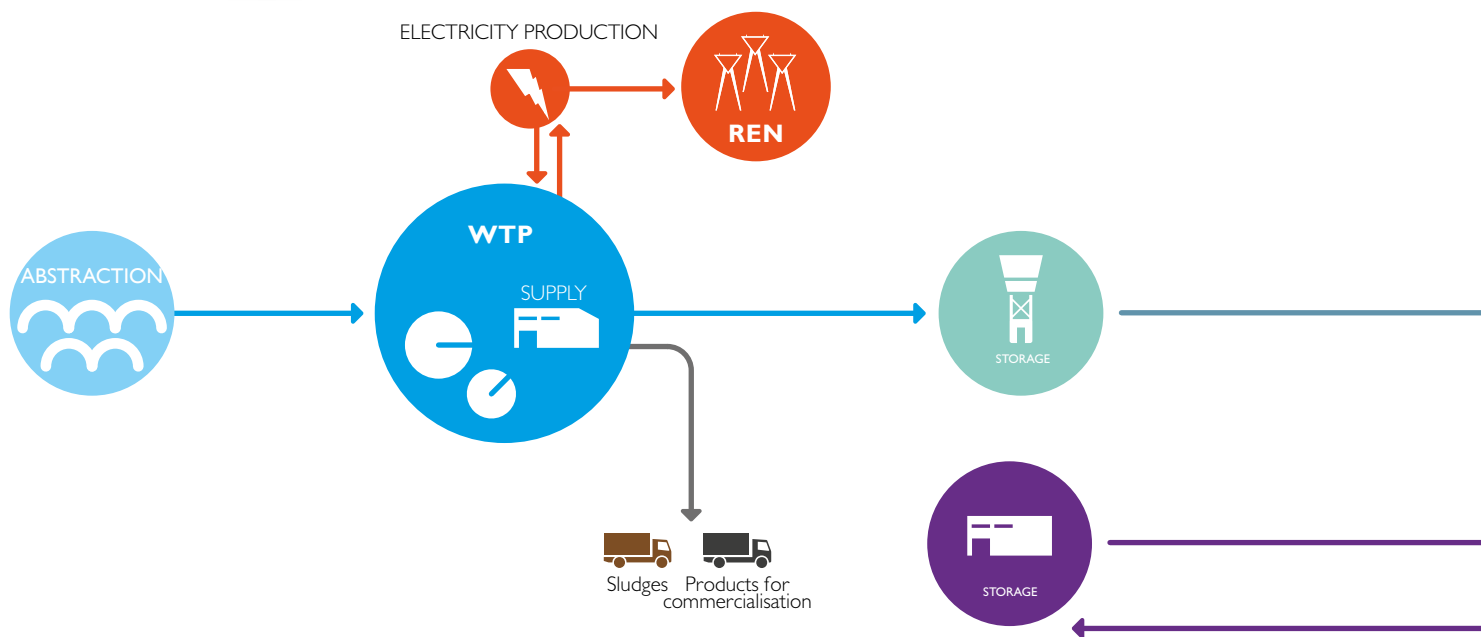 ELECTRICITY PRODUCTION
REN
WTP
ABSTRACTION
SUPPLY
STORAGE
Sludges
Products for
commercialisation
STORAGE